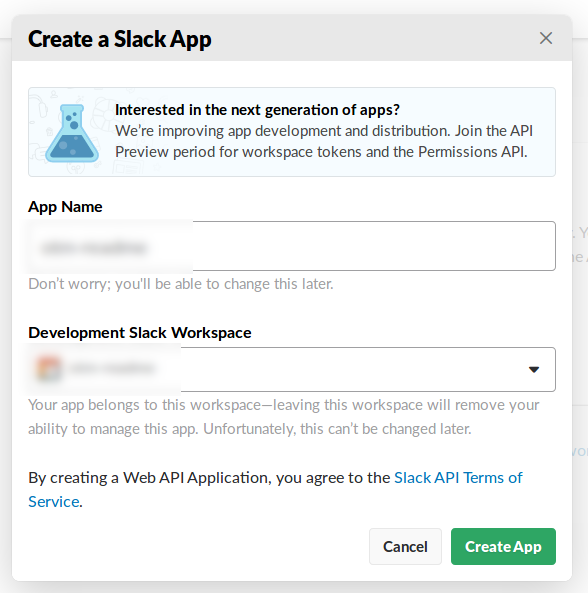 Create a Slack App
Interested in the next generation of apps?
We're improving app development and distribution. Join the API
Preview period for workspace tokens and the Permissions API.
App Name
Don't worry; you'll be able to change this later.
Development Slack Workspace
Your app belongs to this workspace—leaving this workspace will remove your
ability to manage this app. Unfortunately, this can't be changed later.
By creating a Web API Application, you agree to the Slack API Terms of
Service.
Cancel
Create App